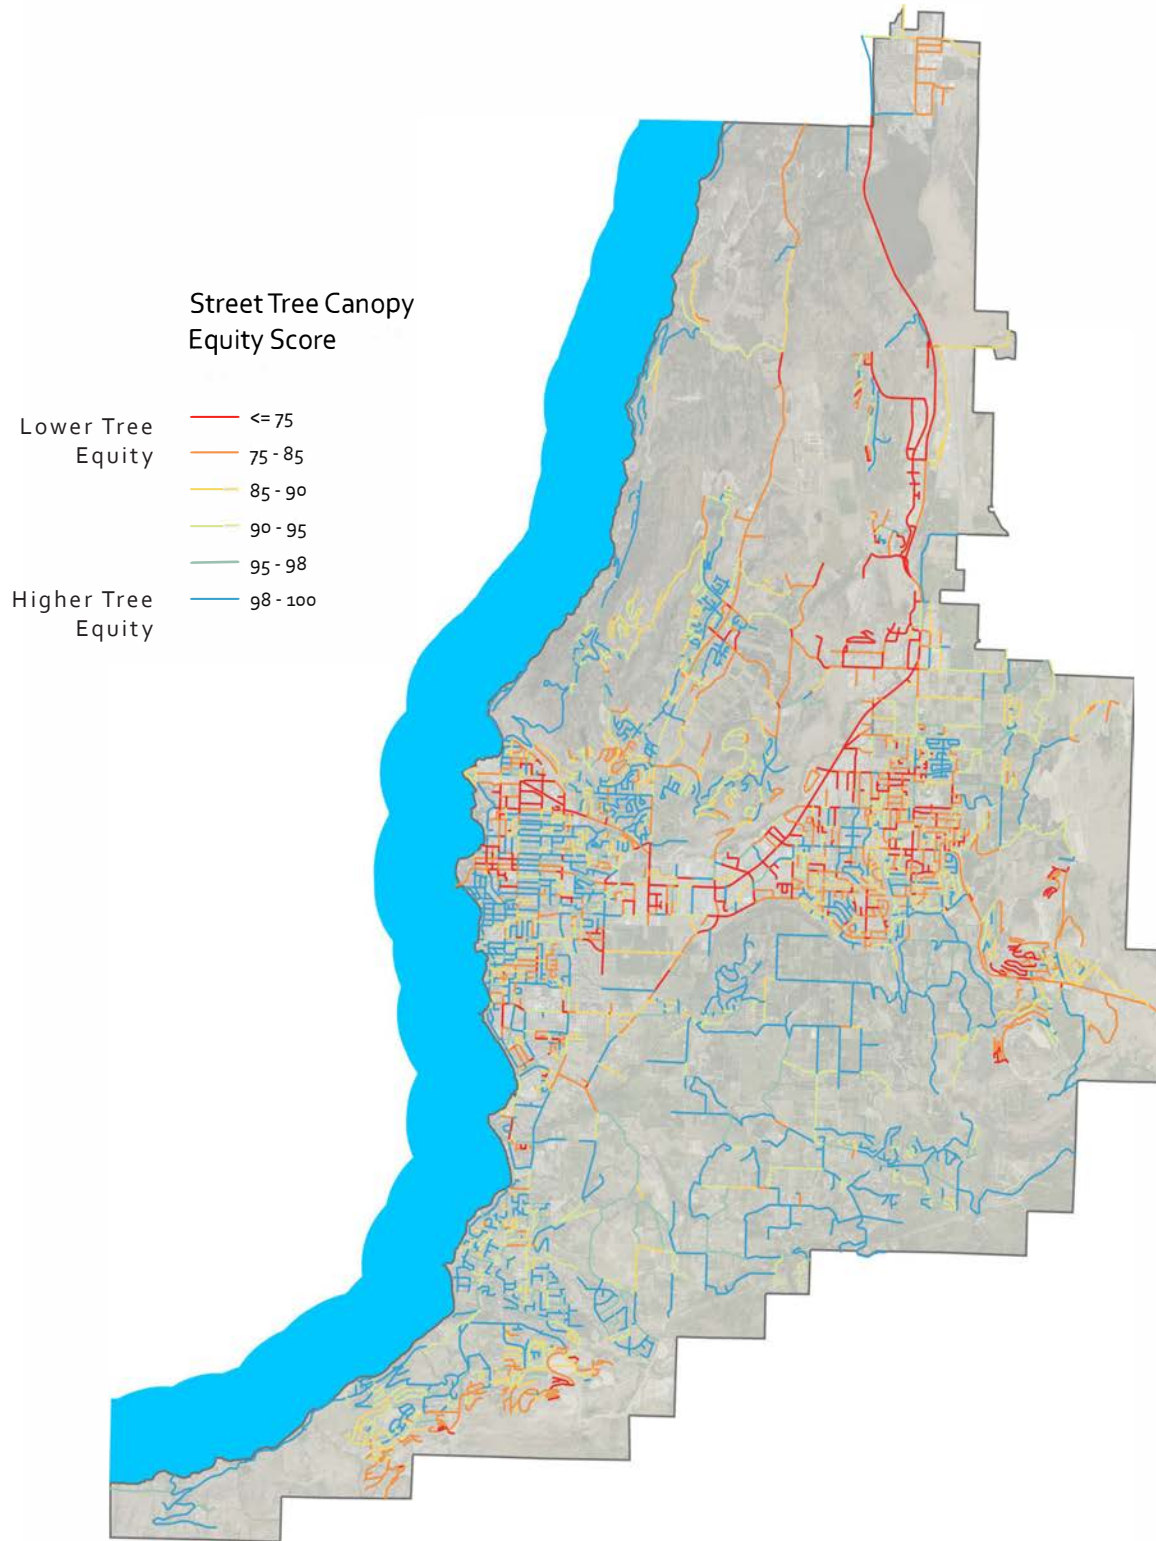 Street Tree Canopy
Equity Score
Lower Tree
Equity
<= 75
75 - 85
85 - 90
90 - 95
95 - 98
Higher Tree
Equity
98 - 100